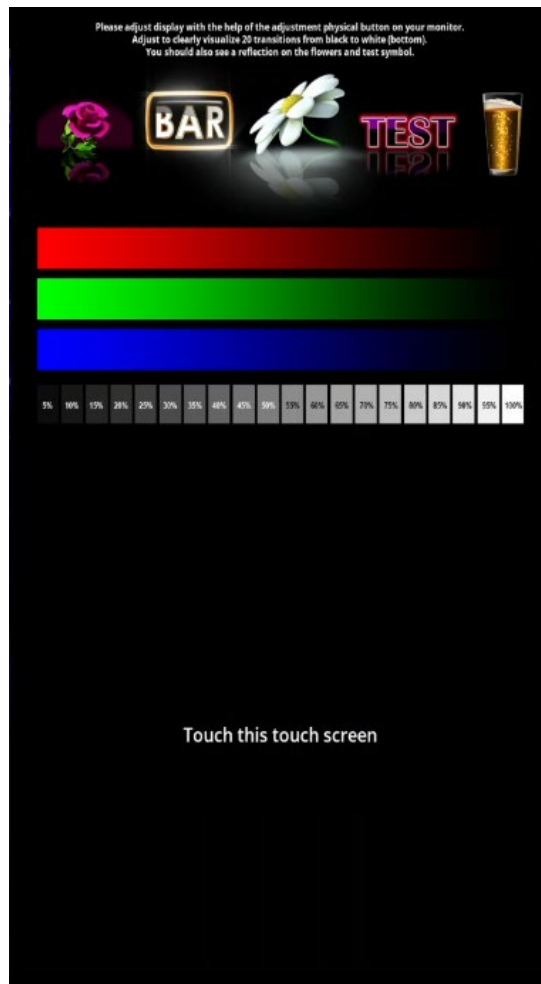 Please adjust display with the help of the adjustment physical button on your monitor.
Adjust to clearly visualize 20 transitions from black to white (bottom).
You should also see a reflection on the flowers and test symbol.
BAR
TEST
5% 10% 15% 20% 25% 30% 35% 40% 45% 50% 55% 60% 65% 70% 75% 80% 85% 90% 95% 100%
Touch this touch screen